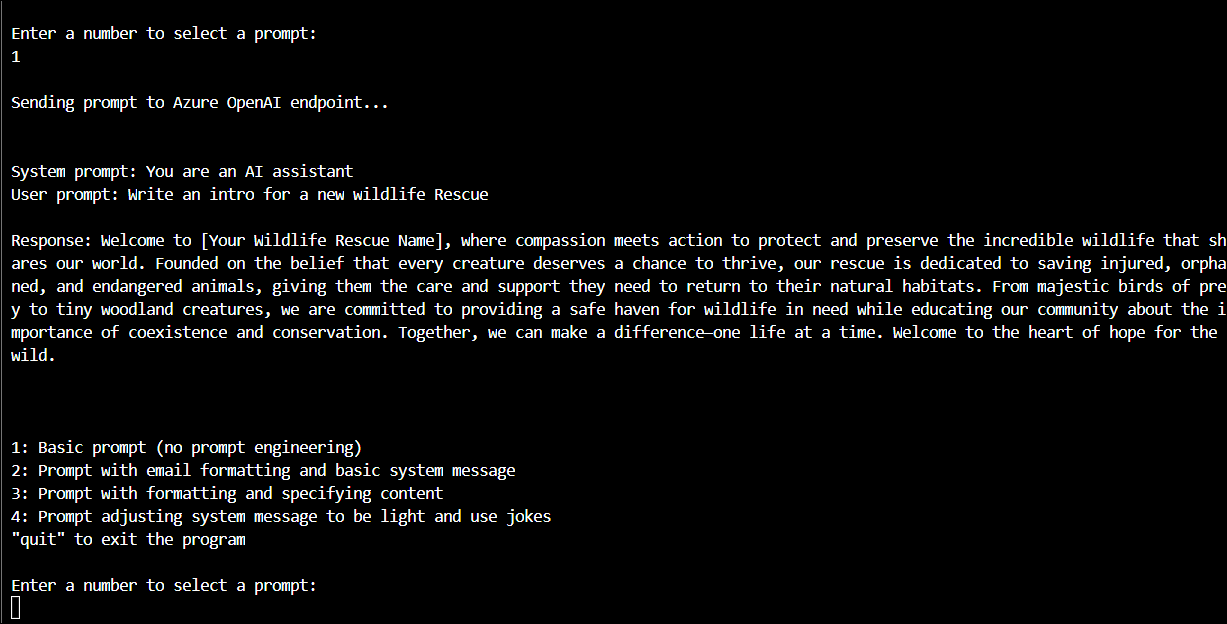 Enter a number to select a prompt:
1
Sending prompt to Azure OpenAI endpoint...
System prompt: You are an AI assistant
User prompt: Write an intro for a new wildlife Rescue
Response: Welcome to [Your Wildlife Rescue Name], where compassion meets action to protect and preserve the incredible wildlife that sh
ares our world. Founded on the belief that every creature deserves a chance to thrive, our rescue is dedicated to saving injured, orpha
ned, and endangered animals, giving them the care and support they need to return to their natural habitats. From majestic birds of pre
y to tiny woodland creatures, we are committed to providing a safe haven for wildlife in need while educating our community about the i
mportance of coexistence and conservation. Together, we can make a difference—one life at a time. Welcome to the heart of hope for the
wild.
1: Basic prompt (no prompt engineering)
2: Prompt with email formatting and basic system message
3: Prompt with formatting and specifying content
4: Prompt adjusting system message to be light and use jokes
"quit" to exit the program
Enter a number to select a prompt: